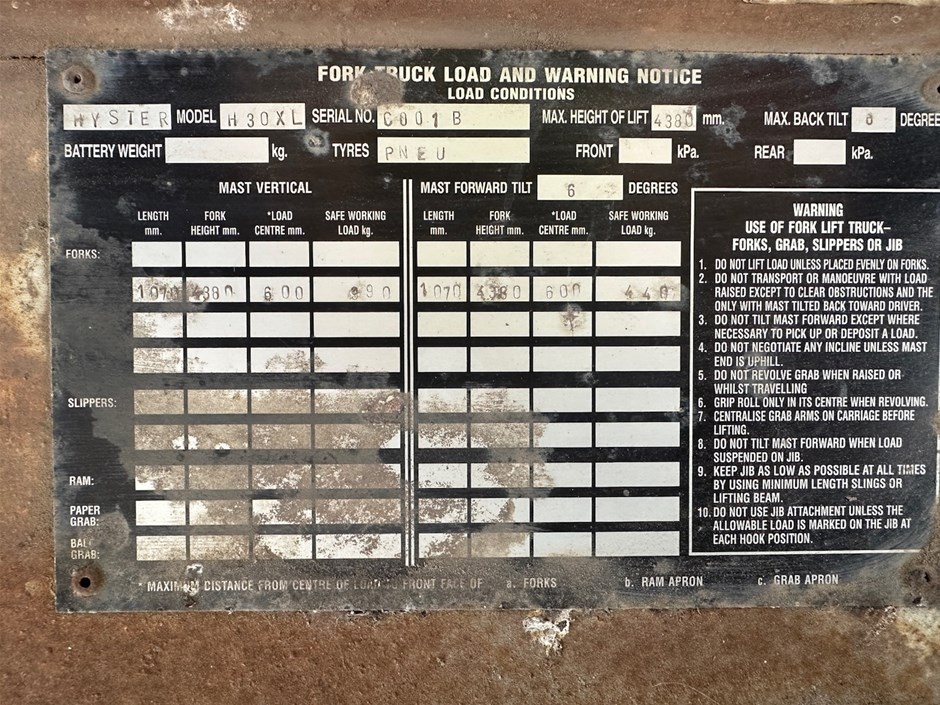 FORK TRUCK LOAD AND WARNING NOTICE
LOAD CONDITIONS
HYSTER MODEL H30XL SERIAL NO. C001B MAX. HEIGHT OF LIFT 4380 mm. MAX. BACK TILT DEGREE
BATTERY WEIGHT kg. TYRES PNEU FRONT kPa. REAR kPa.
MAST VERTICAL MAST FORWARD TILT 6 DEGREES
LENGTH mm. FORK HEIGHT mm. *LOAD CENTRE mm. SAFE WORKING LOAD kg. LENGTH mm. FORK HEIGHT mm. *LOAD CENTRE mm. SAFE WORKING LOAD kg.
FORKS:
1070 4380 600 1070 4380 600
SLIPPERS:
RAM:
PAPER GRAB:
GRAB:
* MAXIMUM DISTANCE FROM CENTRE OF LOAD TO FRONT FACE OF a. FORKS b. RAM APRON c. GRAB APRON
WARNING
USE OF FORK LIFT TRUCK–
FORKS, GRAB, SLIPPERS OR JIB
1. DO NOT LIFT LOAD UNLESS PLACED EVENLY ON FORKS.
2. DO NOT TRANSPORT OR MANOEUVRE WITH LOAD
RAISED EXCEPT TO CLEAR OBSTRUCTIONS AND THE
ONLY WITH MAST TILTED BACK TOWARD DRIVER.
3. DO NOT TILT MAST FORWARD EXCEPT WHERE
NECESSARY TO PICK UP OR DEPOSIT A LOAD.
4. DO NOT NEGOTIATE ANY INCLINE UNLESS MAST
END IS UPHILL.
5. DO NOT REVOLVE GRAB WHEN RAISED OR
WHILST TRAVELLING
6. GRIP ROLL ONLY IN ITS CENTRE WHEN REVOLVING.
7. CENTRALISE GRAB ARMS ON CARRIAGE BEFORE
LIFTING.
8. DO NOT TILT MAST FORWARD WHEN LOAD
SUSPENDED ON JIB.
9. KEEP JIB AS LOW AS POSSIBLE AT ALL TIMES
BY USING MINIMUM LENGTH SLINGS OR
LIFTING BEAM.
10. DO NOT USE JIB ATTACHMENT UNLESS THE
ALLOWABLE LOAD IS MARKED ON THE JIB AT
EACH HOOK POSITION.